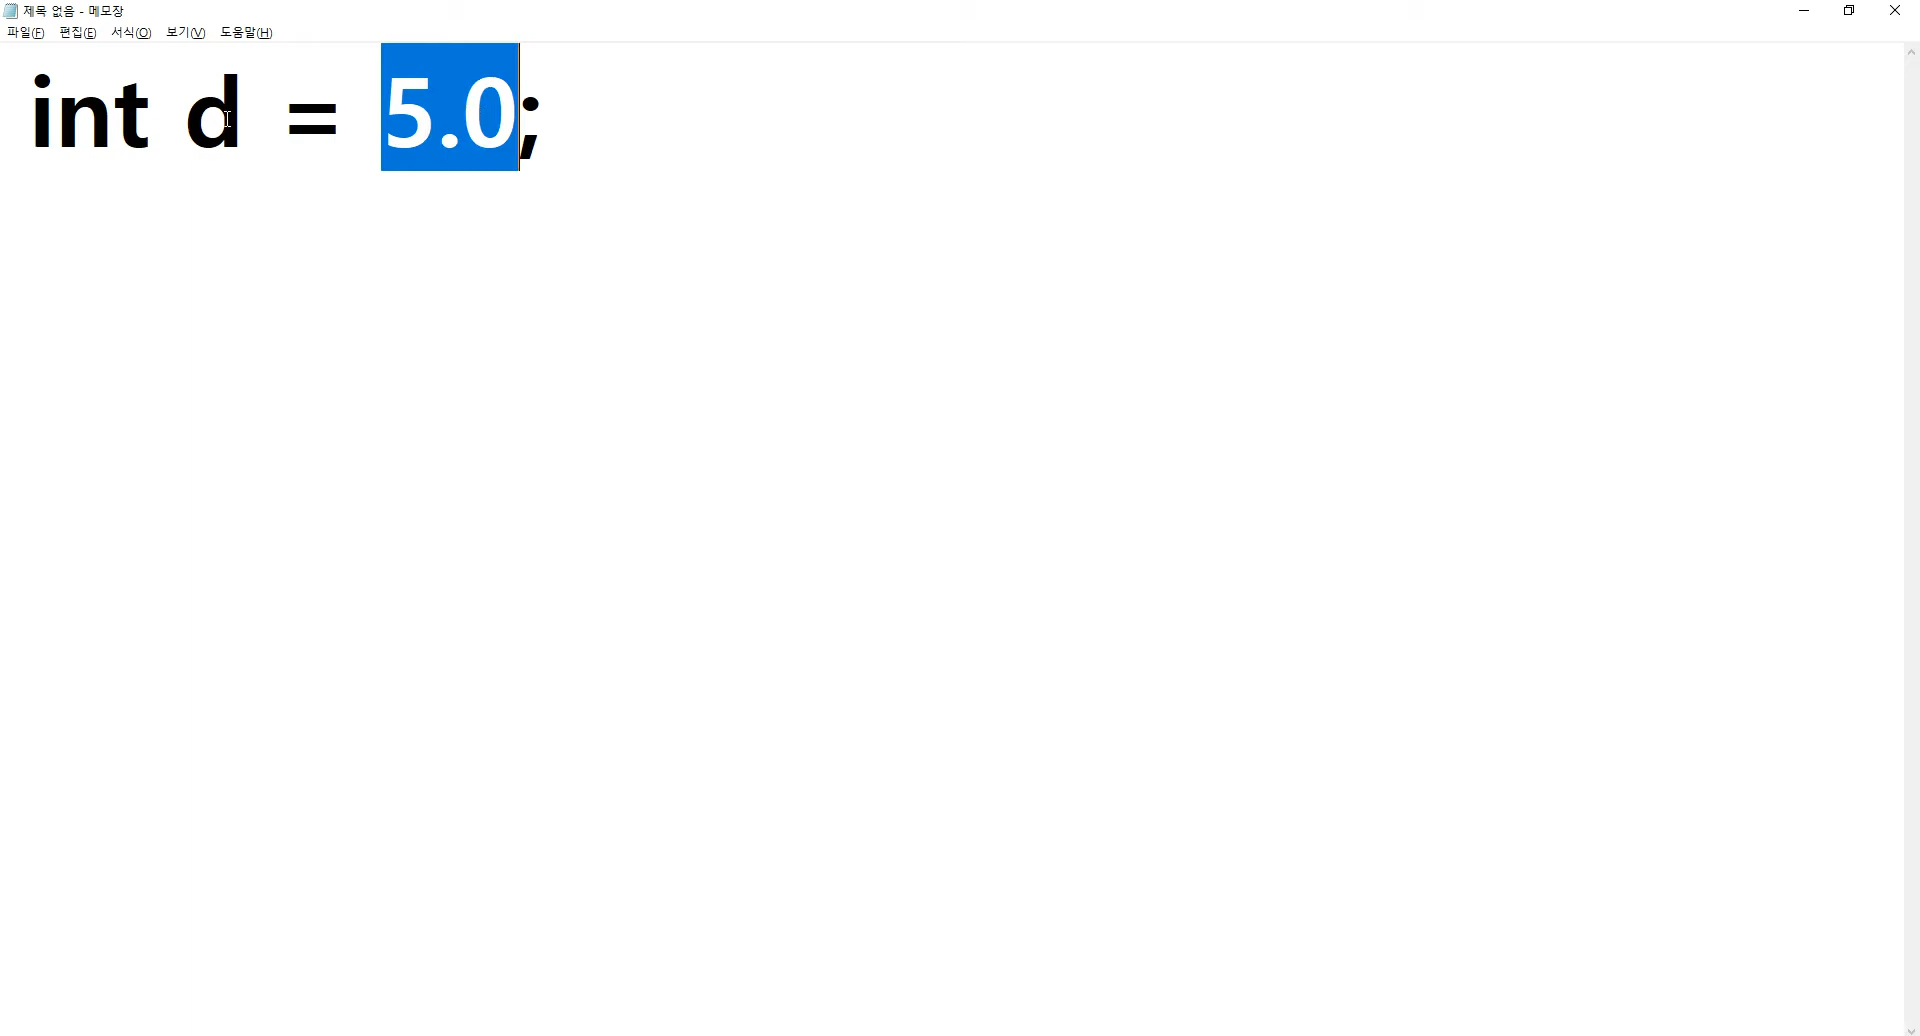 제목 없음 - 메모장
파일(F) 편집(E) 서식(O) 보기(V) 도움말(H)
int d = 5.0;